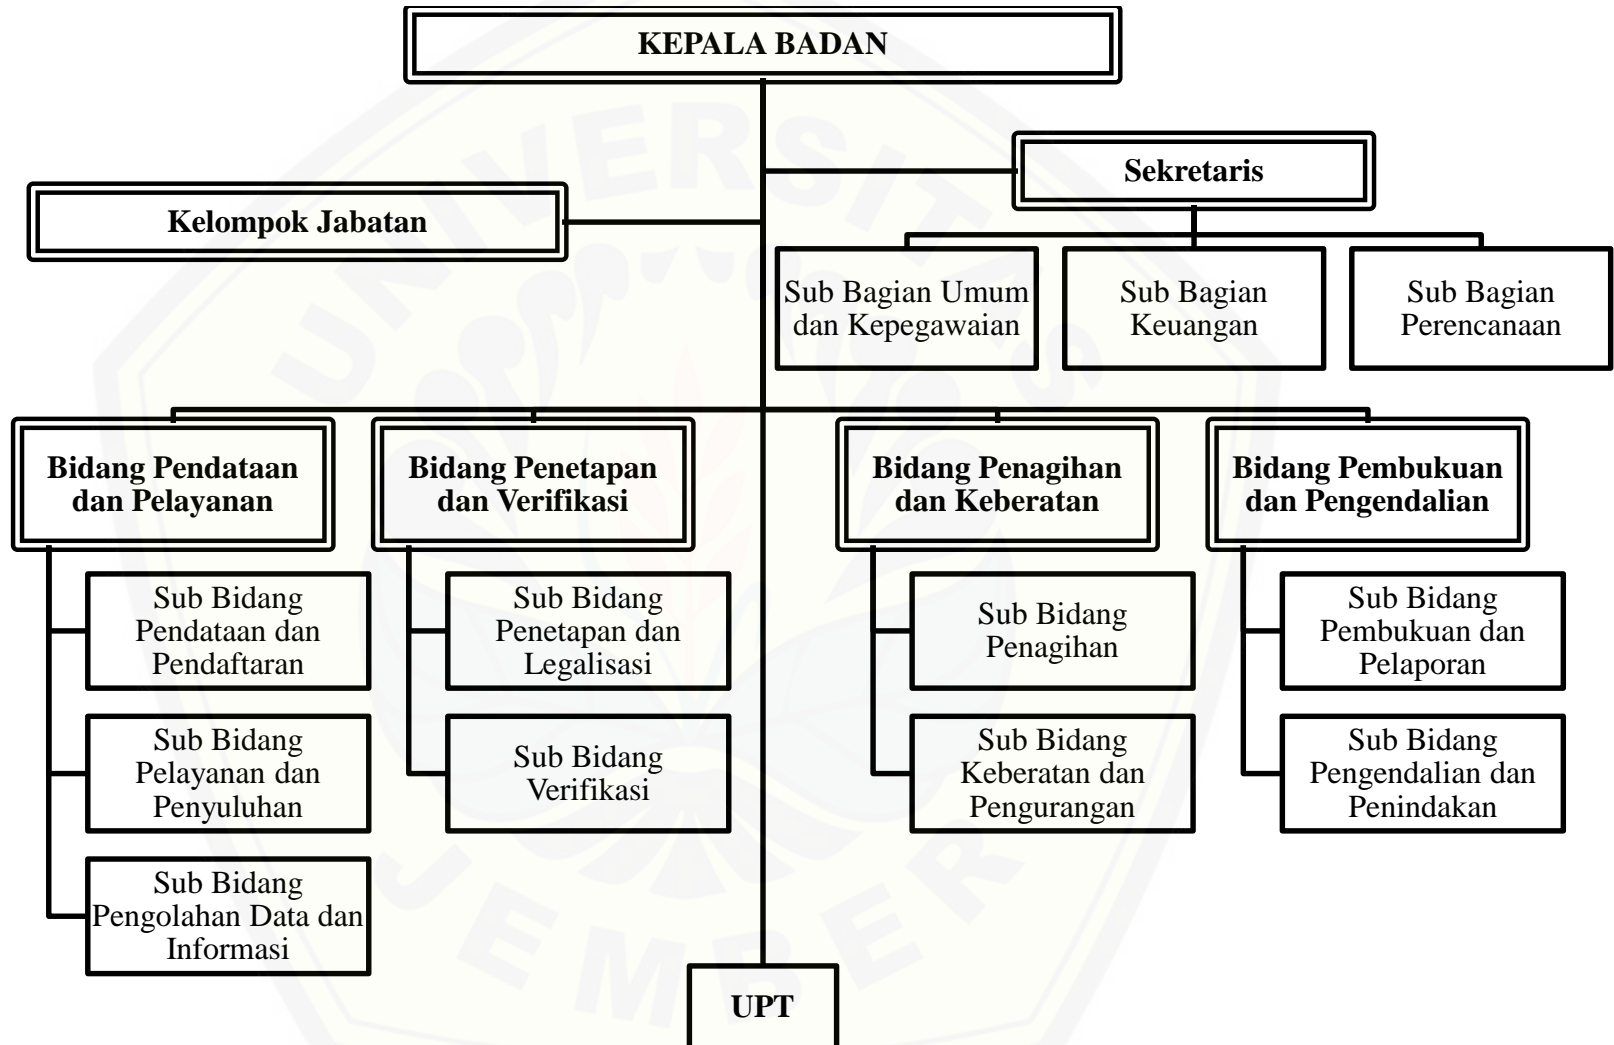 KEPALA BADAN
Sekretaris
Kelompok Jabatan
Sub Bagian Umum
dan Kepegawaian
Sub Bagian
Keuangan
Sub Bagian
Perencanaan
Bidang Pendataan
dan Pelayanan
Bidang Penetapan
dan Verifikasi
Bidang Penagihan
dan Keberatan
Bidang Pembukuan
dan Pengendalian
Sub Bidang
Pendataan dan
Pendaftaran
Sub Bidang
Pelayanan dan
Penyuluhan
Sub Bidang
Pengolahan Data dan
Informasi
Sub Bidang
Penetapan dan
Legalisasi
Sub Bidang
Verifikasi
Sub Bidang
Penagihan
Sub Bidang
Keberatan dan
Pengurangan
Sub Bidang
Pembukuan dan
Pelaporan
Sub Bidang
Pengendalian dan
Penindakan
UPT
UNIVERSITAS
JEMBER